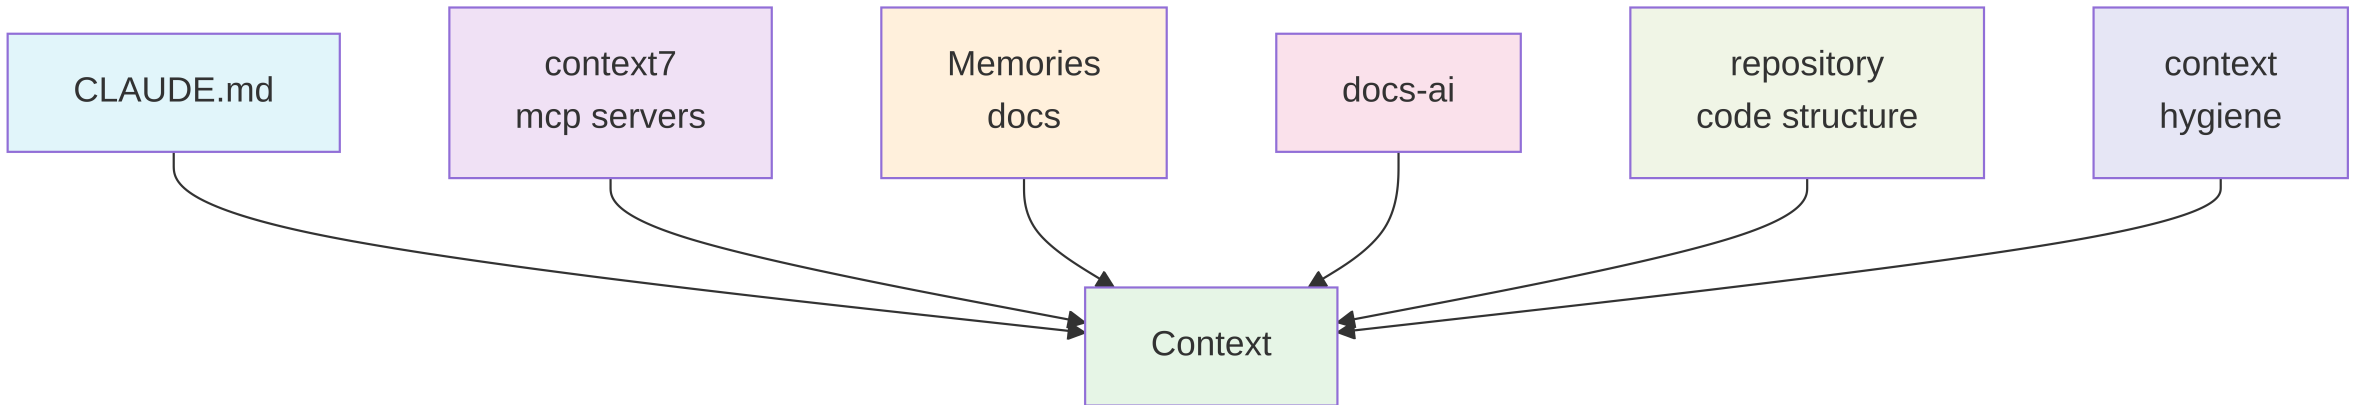 CLAUDE.md
context7
mcp servers
Memories
docs
docs-ai
repository
code structure
context
hygiene
Context